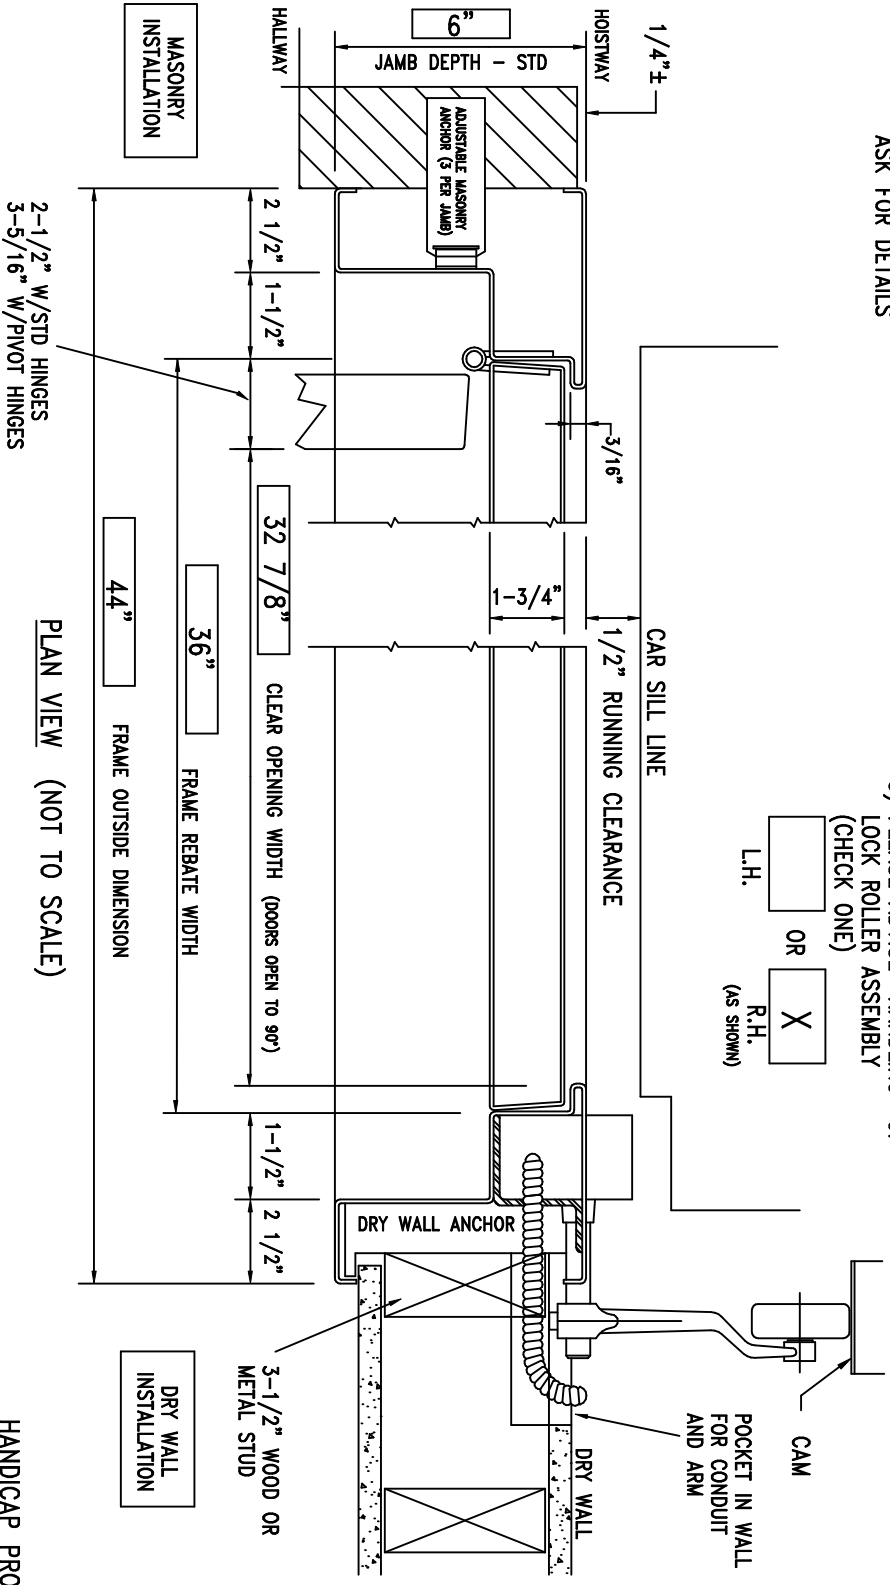 ASK FOR DETAILS
LOCK ROLLER ASSEMBLY
(CHECK ONE)
L.H.
OR
X
R.H.
(AS SHOWN)
1/4"±
HOISTWAY
6"
JAMB DEPTH - STD
HALLWAY
MASONRY
INSTALLATION
ADJUSTABLE MASONRY
ANCHOR (3 PER JAMB)
CAR SILL LINE
1/2" RUNNING CLEARANCE
3/16"
1-3/4"
CAM
POCKET IN WALL
FOR CONDUIT
AND ARM
DRY WALL
DRY WALL ANCHOR
3-1/2" WOOD OR
METAL STUD
DRY WALL
INSTALLATION
2 1/2"
1-1/2"
32 7/8"
CLEAR OPENING WIDTH (DOORS OPEN TO 90°)
1-1/2"
2 1/2"
36"
FRAME REBATE WIDTH
44"
FRAME OUTSIDE DIMENSION
2-1/2" W/STD HINGES
3-5/16" W/PIVOT HINGES
PLAN VIEW (NOT TO SCALE)
HANDICAP PRO